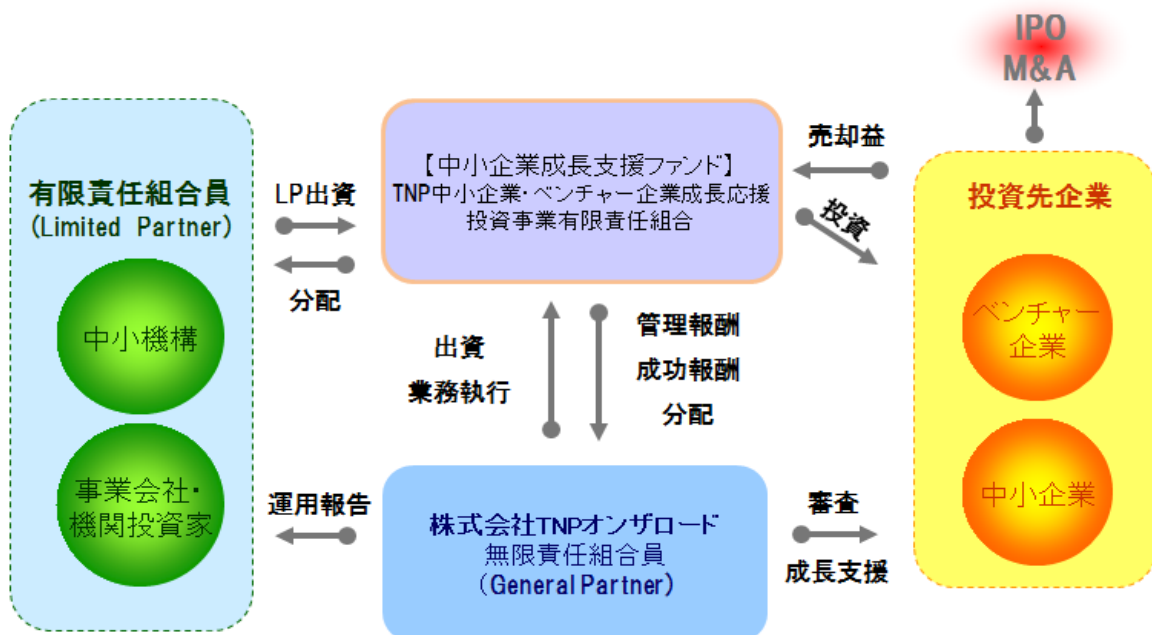 IPO
M&A
有限責任組合員
(Limited Partner)
中小機構
事業会社・
機関投資家
LP出資
分配
【中小企業成長支援ファンド】
TNP中小企業・ベンチャー企業成長応援
投資事業有限責任組合
売却益
投資
投資先企業
ベンチャー
企業
中小企業
出資
業務執行
管理報酬
成功報酬
分配
運用報告
株式会社TNPオンザロード
無限責任組合員
(General Partner)
審査
成長支援